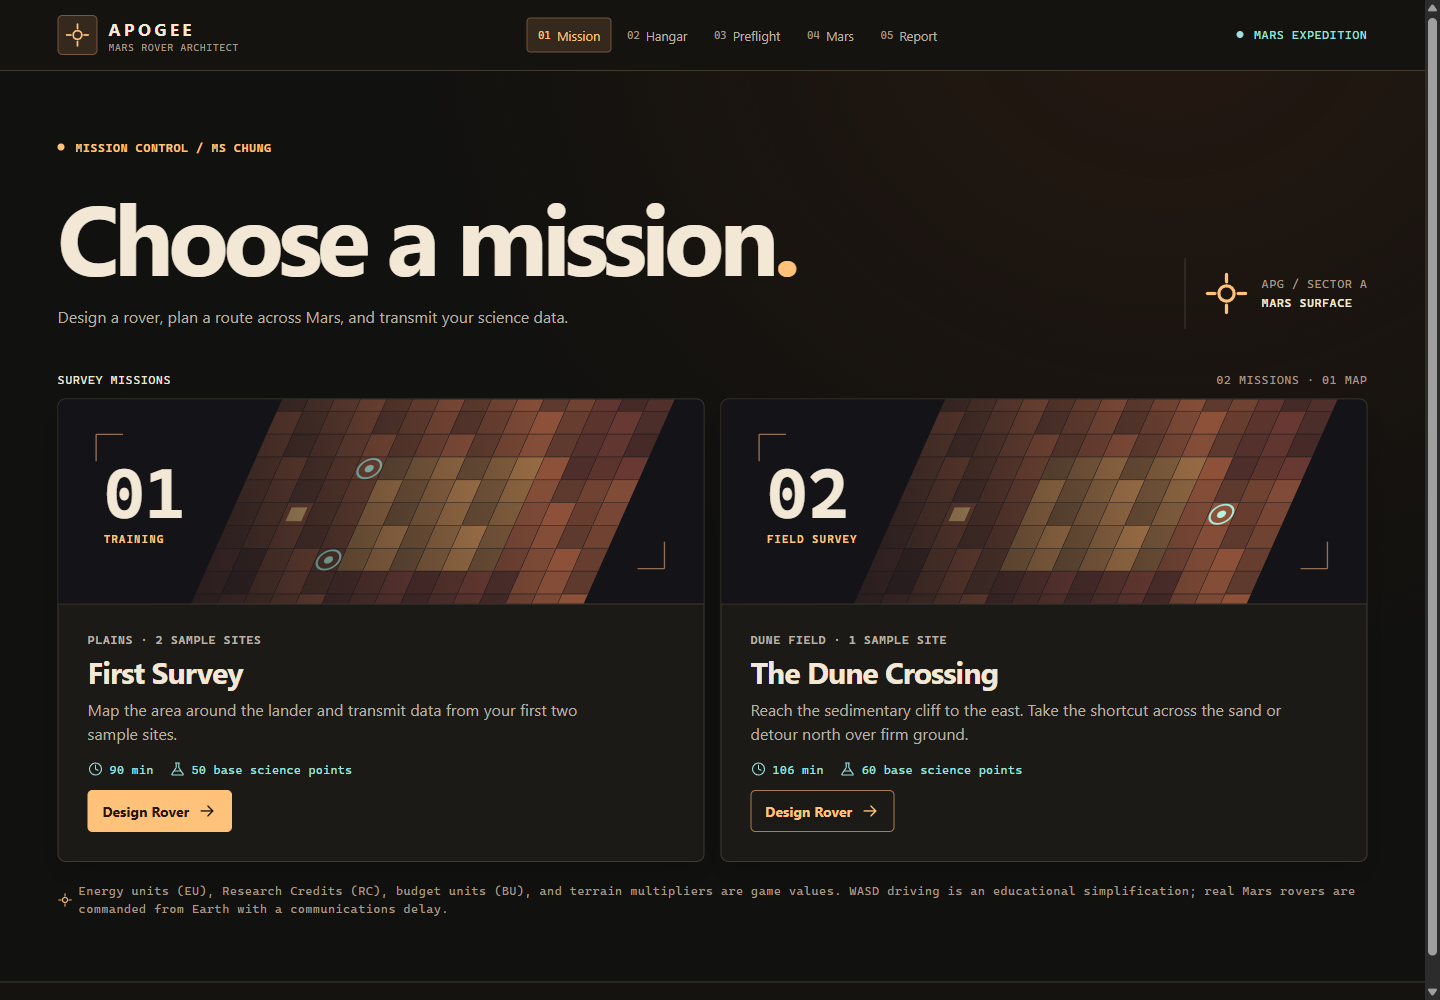 APOGEE
MARS ROVER ARCHITECT
01 Mission
02 Hangar
03 Preflight
04 Mars
05 Report
MARS EXPEDITION
MISSION CONTROL / MS CHUNG
Choose a mission.
Design a rover, plan a route across Mars, and transmit your science data.
APG / SECTOR A
MARS SURFACE
SURVEY MISSIONS
02 MISSIONS · 01 MAP
01
TRAINING
PLAINS · 2 SAMPLE SITES
First Survey
Map the area around the lander and transmit data from your first two
sample sites.
90 min 50 base science points
Design Rover →
02
FIELD SURVEY
DUNE FIELD · 1 SAMPLE SITE
The Dune Crossing
Reach the sedimentary cliff to the east. Take the shortcut across the sand or
detour north over firm ground.
106 min 60 base science points
Design Rover →
Energy units (EU), Research Credits (RC), budget units (BU), and terrain multipliers are game values. WASD driving is an educational simplification; real Mars rovers are
commanded from Earth with a communications delay.